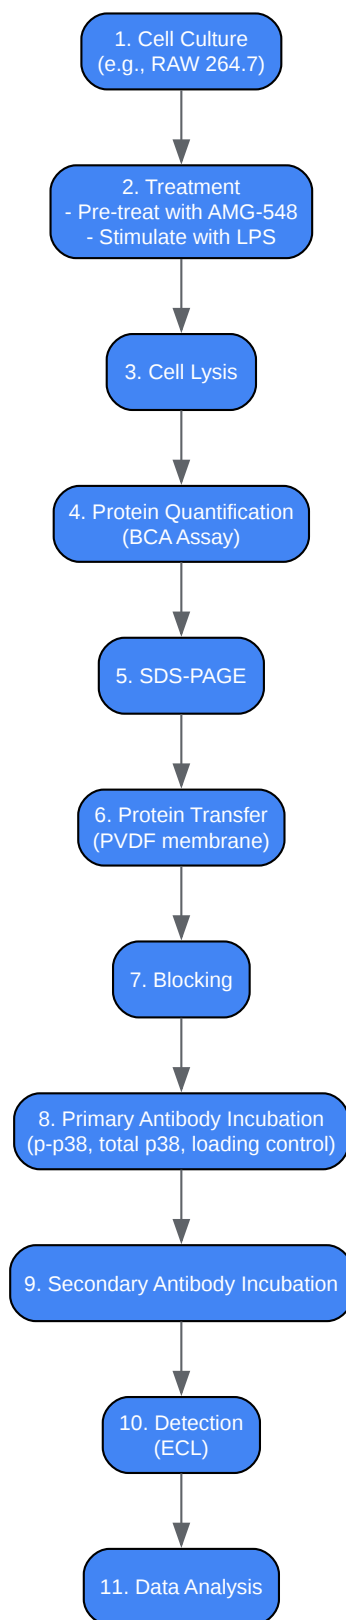 1. Cell Culture
(e.g., RAW 264.7)
2. Treatment
- Pre-treat with AMG-548
- Stimulate with LPS
3. Cell Lysis
4. Protein Quantification
(BCA Assay)
5. SDS-PAGE
6. Protein Transfer
(PVDF membrane)
7. Blocking
8. Primary Antibody Incubation
(p-p38, total p38, loading control)
9. Secondary Antibody Incubation
10. Detection
(ECL)
11. Data Analysis